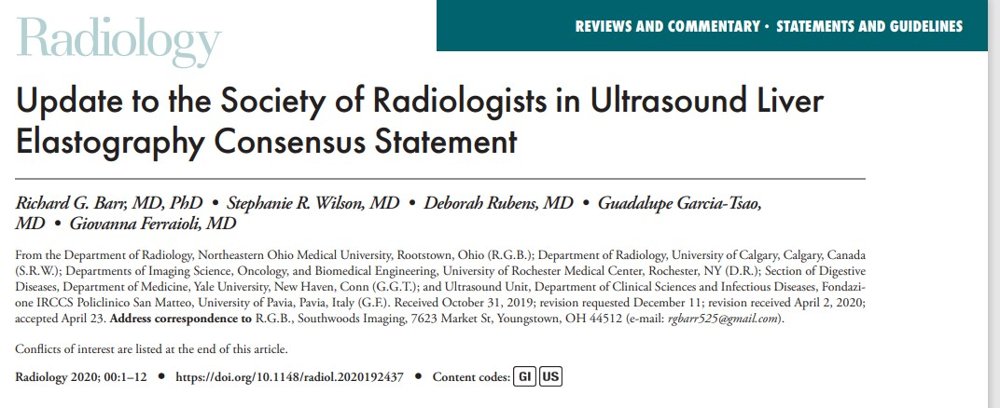 Radiology
REVIEWS AND COMMENTARY • STATEMENTS AND GUIDELINES
Update to the Society of Radiologists in Ultrasound Liver
Elastography Consensus Statement
Richard G. Barr, MD, PhD • Stephanie R. Wilson, MD • Deborah Rubens, MD • Guadalupe Garcia-Tsao,
MD • Giovanna Ferraioli, MD
From the Department of Radiology, Northeastern Ohio Medical University, Rootstown, Ohio (R.G.B.); Department of Radiology, University of Calgary, Calgary, Canada
(S.R.W.); Departments of Imaging Science, Oncology, and Biomedical Engineering, University of Rochester Medical Center, Rochester, NY (D.R.); Section of Digestive
Diseases, Department of Medicine, Yale University, New Haven, Conn (G.G.T.); and Ultrasound Unit, Department of Clinical Sciences and Infectious Diseases, Fondazi-
one IRCCS Policlinico San Matteo, University of Pavia, Pavia, Italy (G.F.). Received October 31, 2019; revision requested December 11; revision received April 2, 2020;
accepted April 23. Address correspondence to R.G.B., Southwoods Imaging, 7623 Market St, Youngstown, OH 44512 (e-mail: rgbarr525@gmail.com).
Conflicts of interest are listed at the end of this article.
Radiology 2020; 00:1–12 • https://doi.org/10.1148/radiol.2020192437 • Content codes: GI US